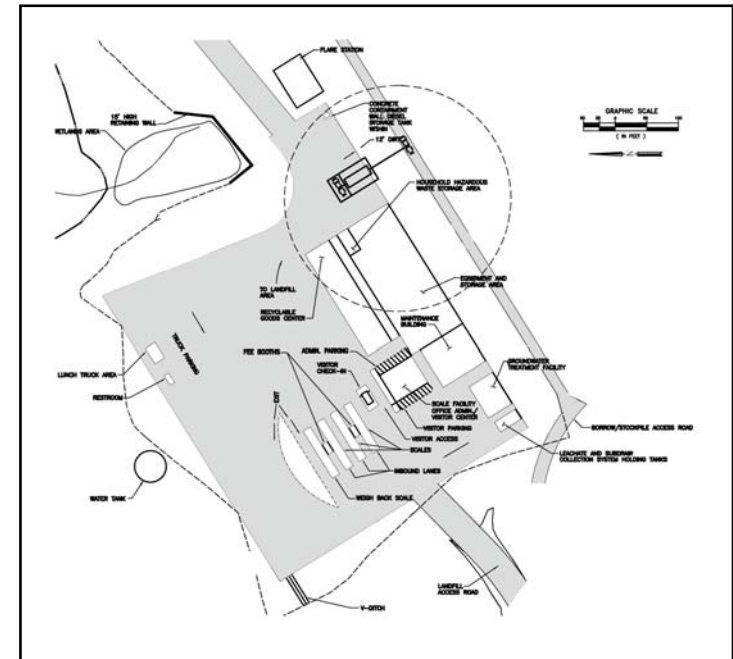 FLARE STATION
CONCRETE
CONTAINMENT
WALL: DIESEL
STORAGE TANK
WITHIN
15' HIGH
RETAINING WALL
WETLANDS AREA
GRAPHIC SCALE
( IN FEET )
HOUSEHOLD HAZARDOUS
WASTE STORAGE AREA
TO LANDFILL
AREA
RECYCLABLE
GOODS CENTER
EQUIPMENT AND
STORAGE AREA
MAINTENANCE
BUILDING
TRUCK PARKING
FEE BOOTHS
ADMIN. PARKING
VISITOR
CHECK-IN
GROUNDWATER
TREATMENT FACILITY
LUNCH TRUCK AREA
RESTROOM
EXIT
SCALE FACILITY
OFFICE ADMIN./
VISITOR CENTER
VISITOR PARKING
VISITOR ACCESS
BORROW/STOCKPILE ACCESS ROAD
SCALES
LEACHATE AND SUBDRAIN
COLLECTION SYSTEM HOLDING TANKS
INBOUND LANES
WATER TANK
WEIGH BACK SCALE
LANDFILL
ACCESS ROAD
V-DITCH